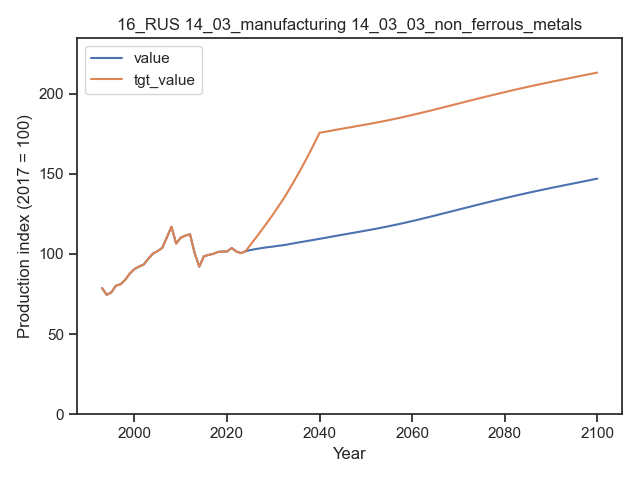 16_RUS 14_03_manufacturing 14_03_03_non_ferrous_metals
value
tgt_value
Production index (2017 = 100)
200
150
100
50
0
2000 2020 2040 2060 2080 2100
Year